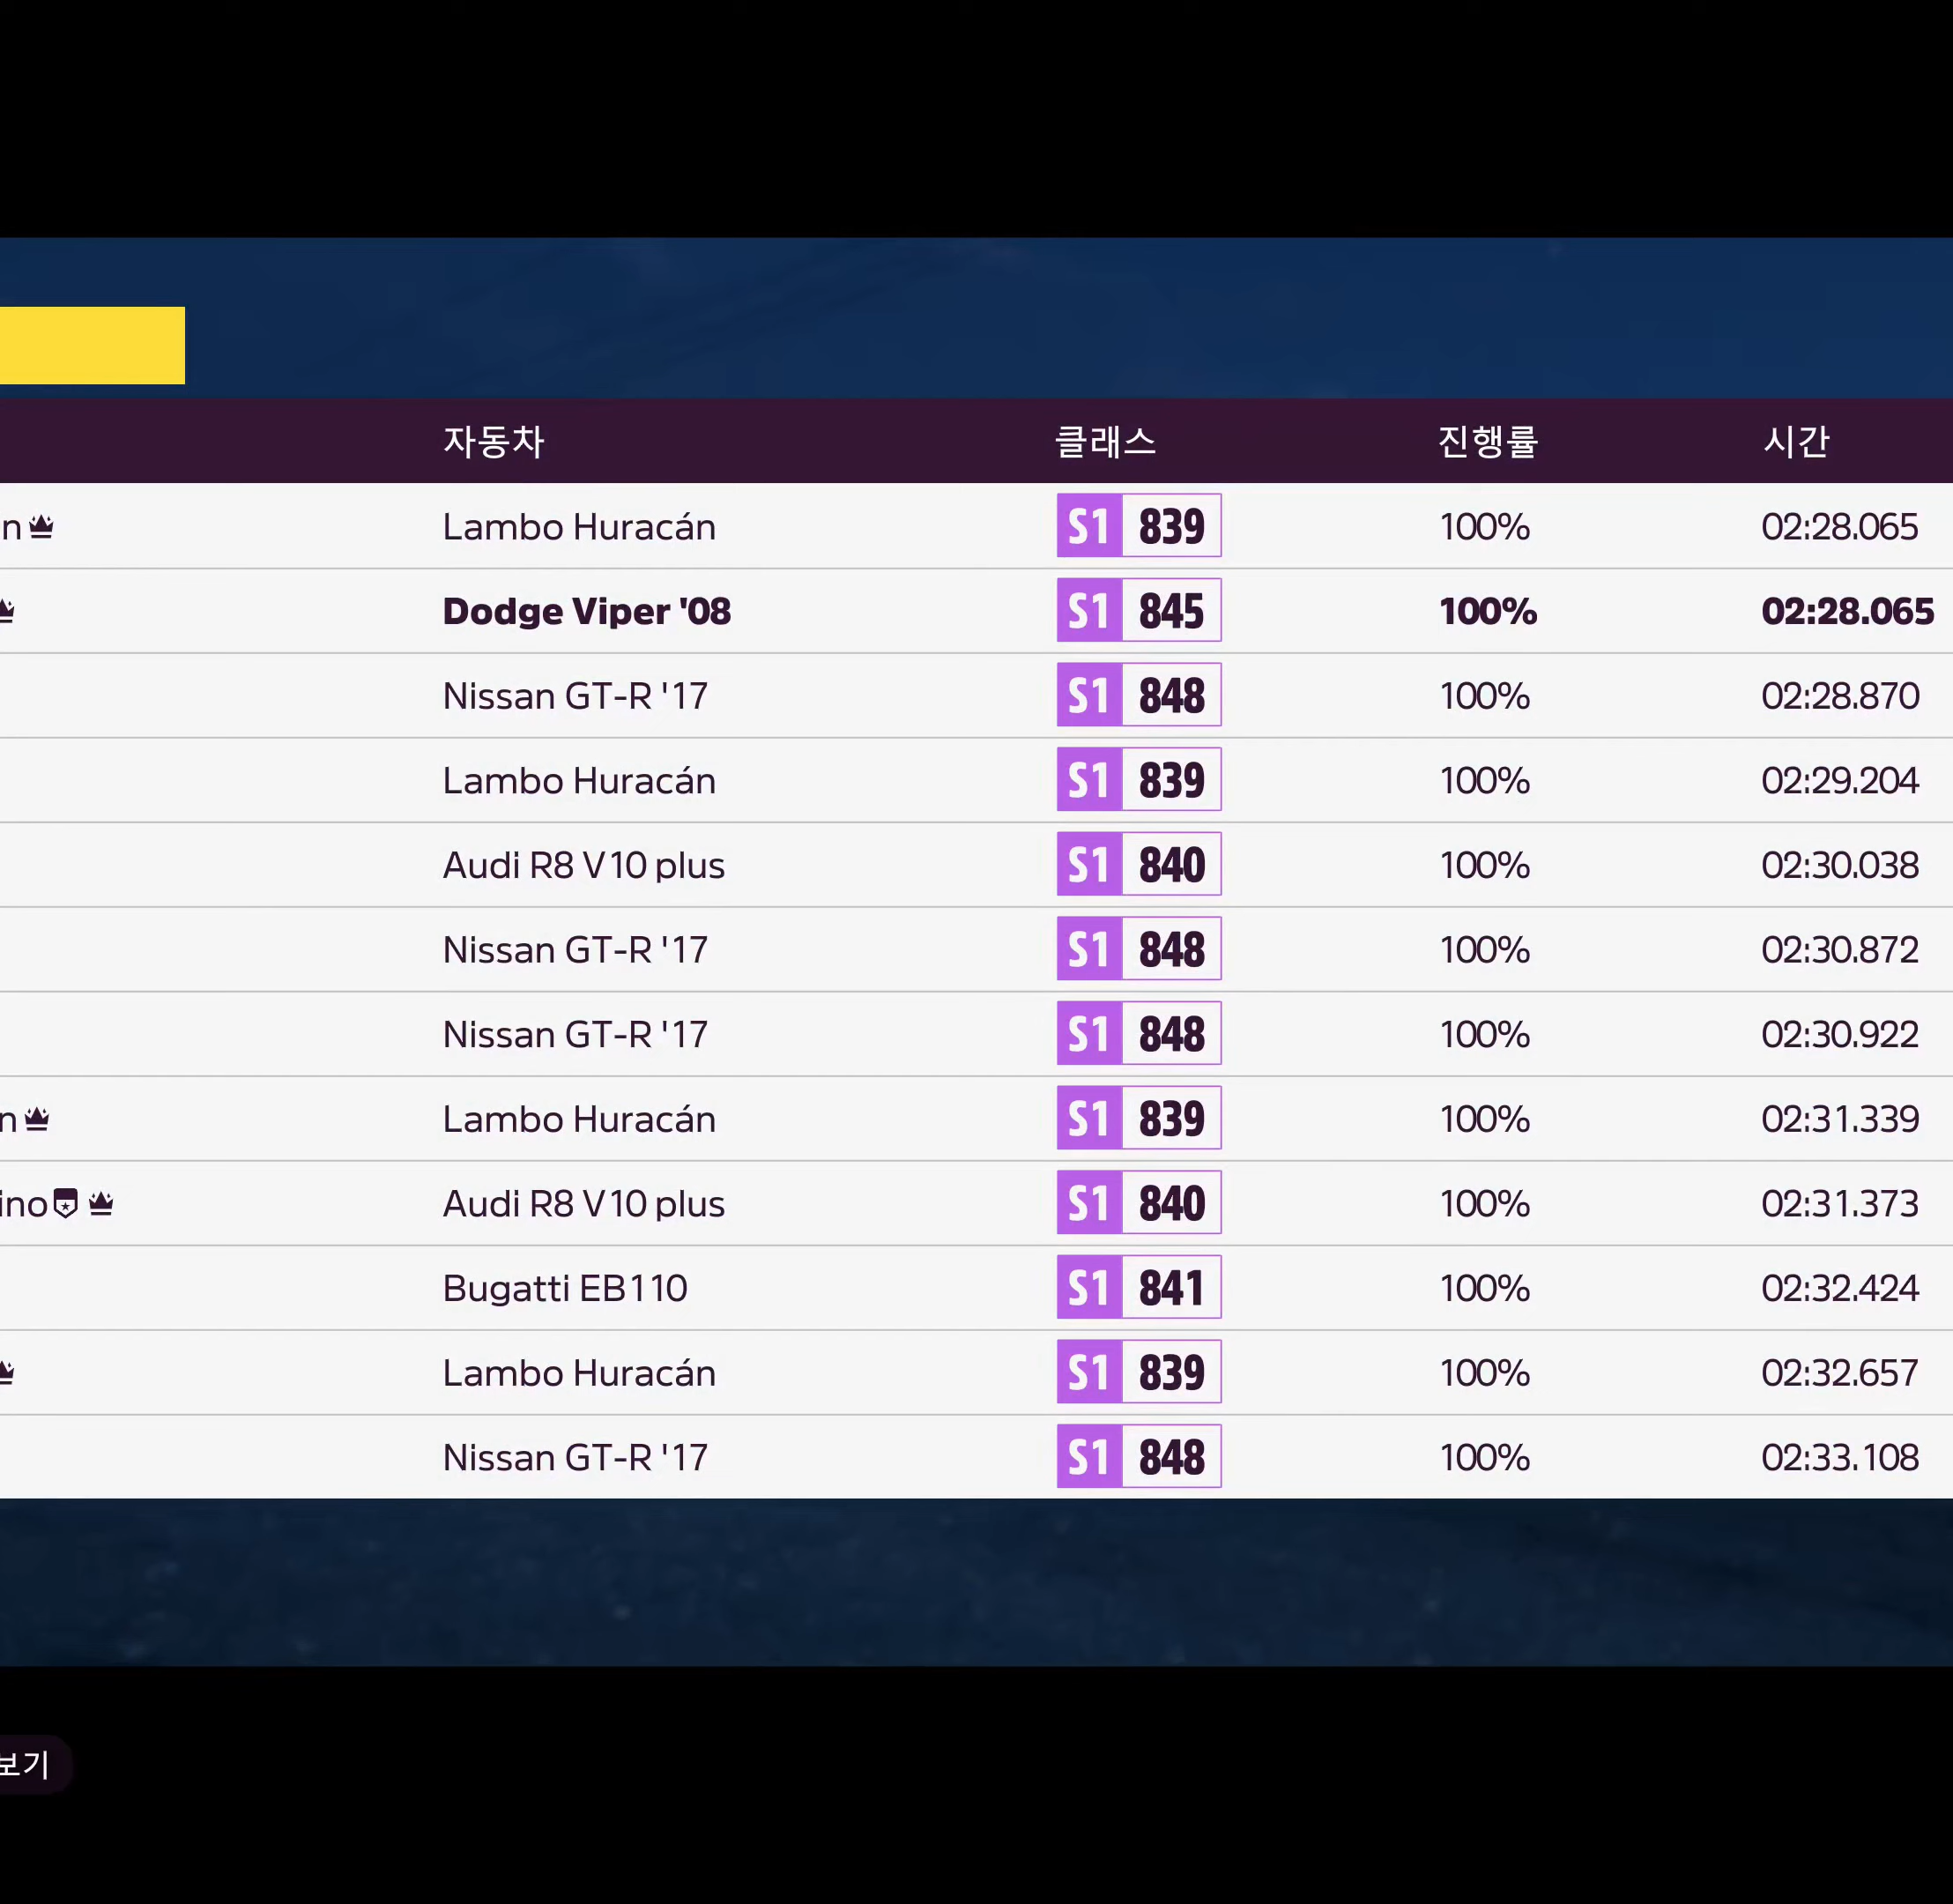 자동차 클래스 진행률 시간
n Lambo Huracán S1 839 100% 02:28.065
Dodge Viper '08 S1 845 100% 02:28.065
Nissan GT-R '17 S1 848 100% 02:28.870
Lambo Huracán S1 839 100% 02:29.204
Audi R8 V10 plus S1 840 100% 02:30.038
Nissan GT-R '17 S1 848 100% 02:30.872
Nissan GT-R '17 S1 848 100% 02:30.922
n Lambo Huracán S1 839 100% 02:31.339
ino Audi R8 V10 plus S1 840 100% 02:31.373
Bugatti EB110 S1 841 100% 02:32.424
Lambo Huracán S1 839 100% 02:32.657
Nissan GT-R '17 S1 848 100% 02:33.108
보기